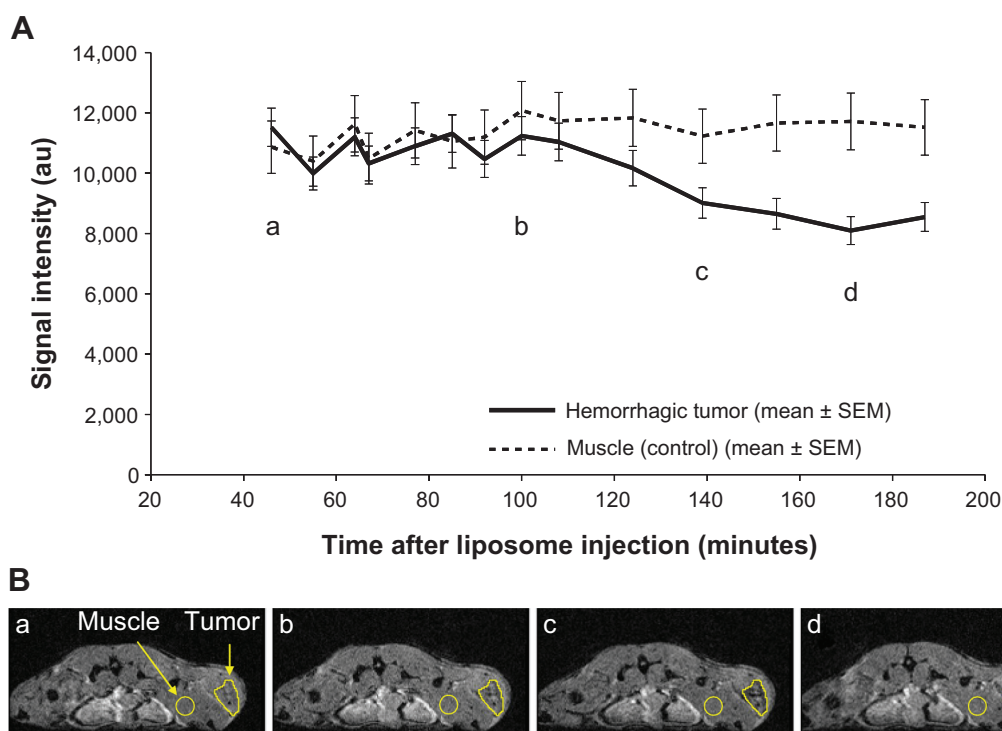 A
14,000
12,000
10,000
8,000
6,000
4,000
2,000
0
Signal intensity (au)
a
b
c
d
Hemorrhagic tumor (mean ± SEM)
Muscle (control) (mean ± SEM)
20 40 60 80 100 120 140 160 180 200
Time after liposome injection (minutes)
B
a Muscle Tumor b c d